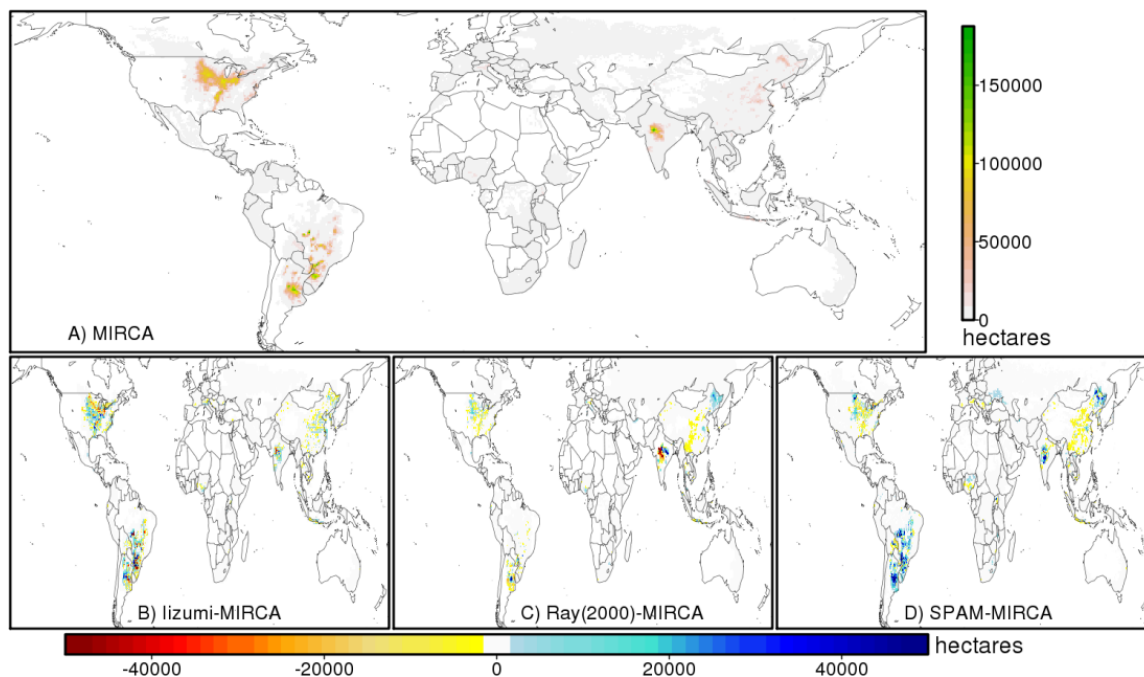 150000
100000
50000
0
hectares
A) MIRCA
B) Iizumi-MIRCA
C) Ray(2000)-MIRCA
D) SPAM-MIRCA
hectares
-40000 -20000 0 20000 40000